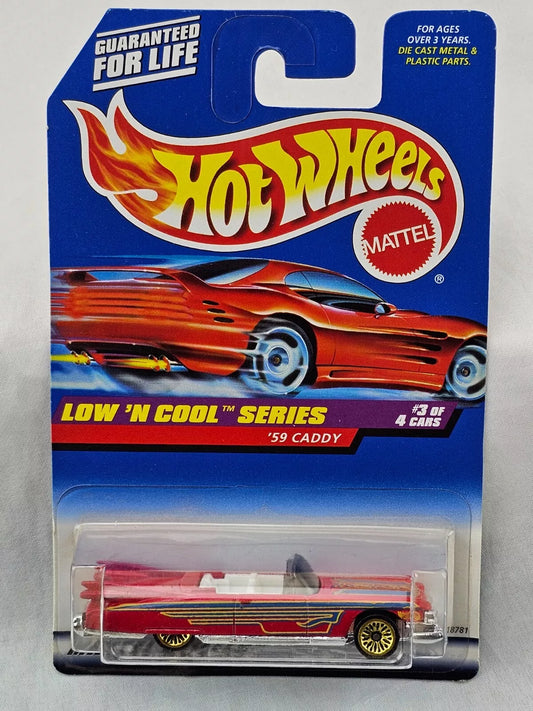 GUARANTEED
FOR LIFE
FOR AGES
OVER 3 YEARS.
DIE CAST METAL &
PLASTIC PARTS.
HOT WHEELS
MATTEL
®
LOW 'N COOL™ SERIES
#3 OF
4 CARS
'59 CADDY
18781